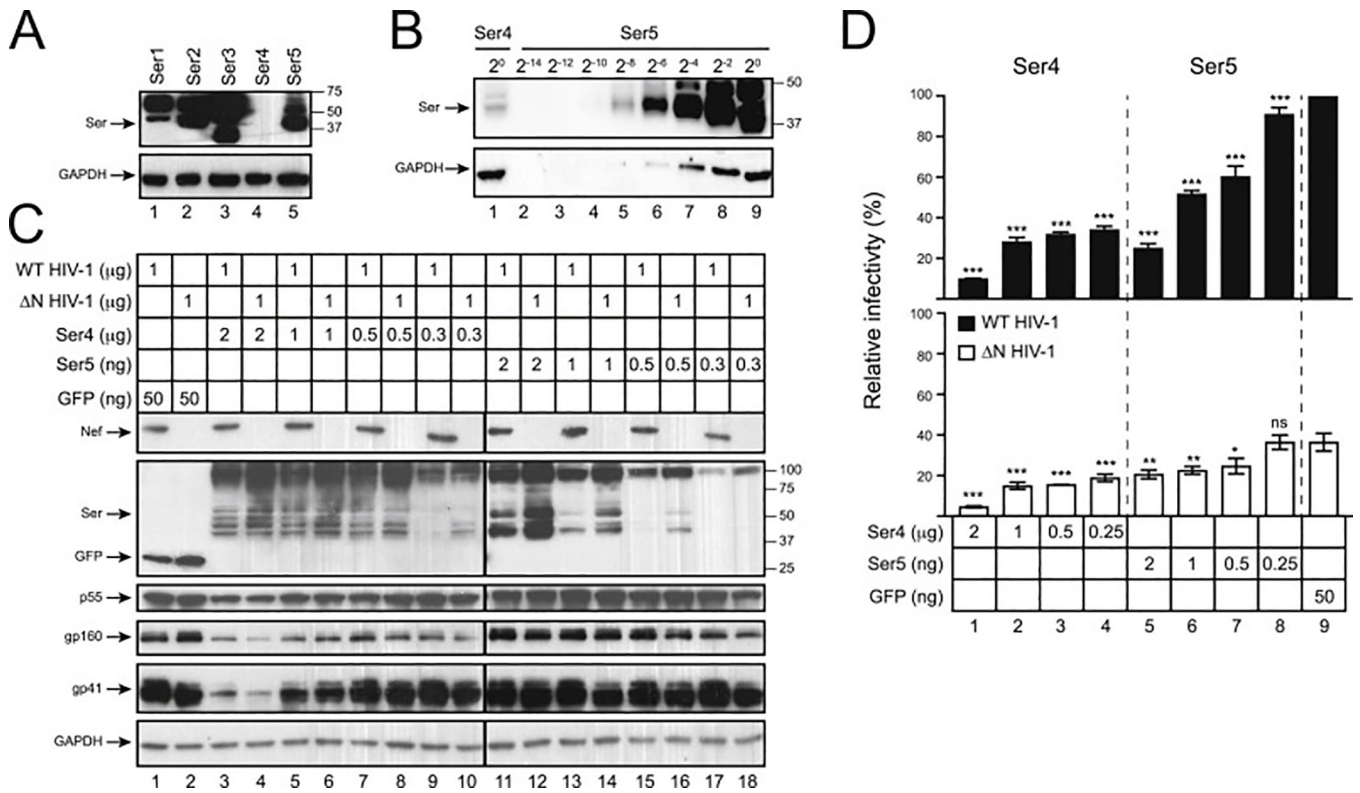 A
Ser1 Ser2 Ser3 Ser4 Ser5
75
50
37
Ser
GAPDH
1 2 3 4 5
B
Ser4 Ser5
2⁰ 2⁻¹⁴ 2⁻¹² 2⁻¹⁰ 2⁻⁸ 2⁻⁶ 2⁻⁴ 2⁻² 2⁰
50
Ser
37
GAPDH
1 2 3 4 5 6 7 8 9
C
WT HIV-1 (μg) 1 1 1 1 1 1 1 1 1
ΔN HIV-1 (μg) 1 1 1 1 1 1 1 1 1
Ser4 (μg) 2 2 1 1 0.5 0.5 0.3 0.3
Ser5 (ng) 2 2 1 1 0.5 0.5 0.3 0.3
GFP (ng) 50 50
Nef
100
75
Ser
50
37
GFP
25
p55
gp160
gp41
GAPDH
1 2 3 4 5 6 7 8 9 10 11 12 13 14 15 16 17 18
D
Ser4 Ser5
Relative infectivity (%)
100
80
60
40
20
*** *** *** *** *** *** *** ***
WT HIV-1
ΔN HIV-1
100
80
60
40
20
*** *** *** *** ** ** * ns
Ser4 (μg) 2 1 0.5 0.25
Ser5 (ng) 2 1 0.5 0.25
GFP (ng) 50
1 2 3 4 5 6 7 8 9